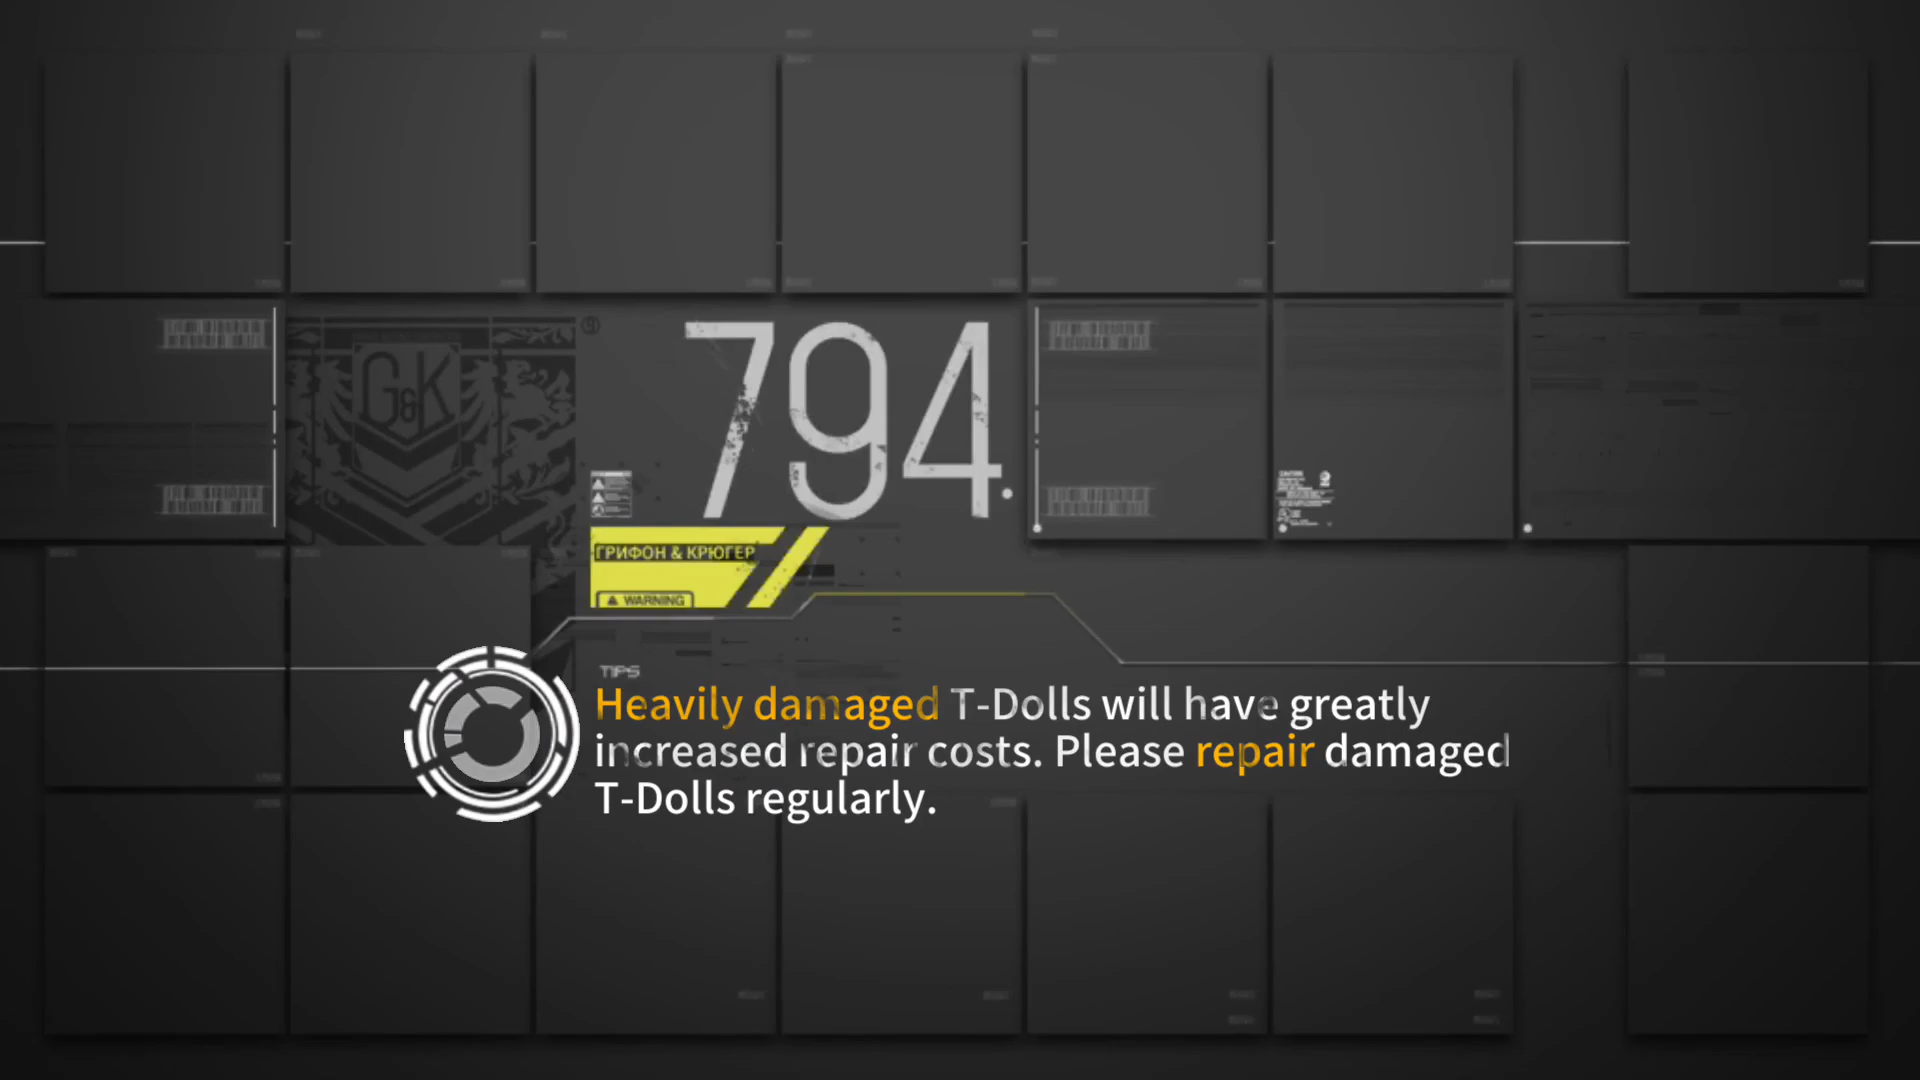 G&K
794.
ГРИФОН & КРЮГЕР
WARNING
TIPS
Heavily damaged T-Dolls will have greatly
increased repair costs. Please repair damaged
T-Dolls regularly.